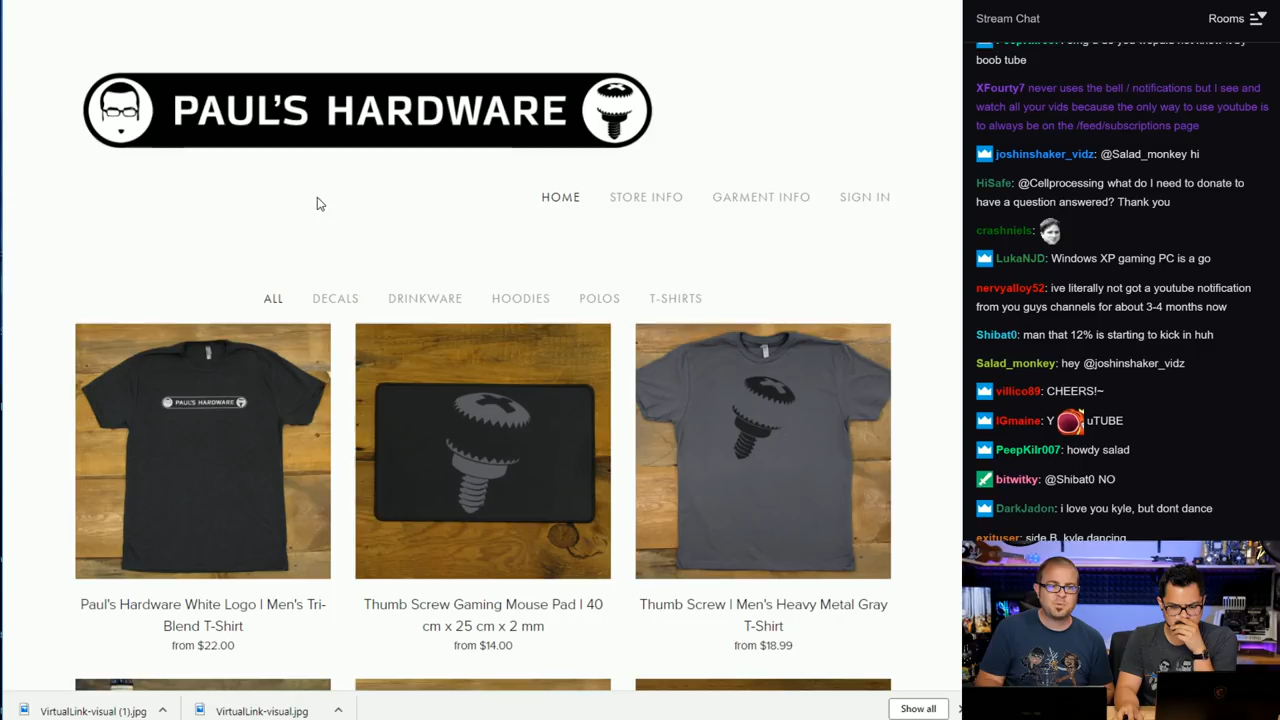 PAUL'S HARDWARE
HOME STORE INFO GARMENT INFO SIGN IN
ALL DECALS DRINKWARE HOODIES POLOS T-SHIRTS
PAUL'S HARDWARE
Paul's Hardware White Logo | Men's Tri-
Blend T-Shirt
from $22.00
Thumb Screw Gaming Mouse Pad | 40
cm x 25 cm x 2 mm
from $14.00
Thumb Screw | Men's Heavy Metal Gray
T-Shirt
from $18.99
VirtualLink-visual (1).jpg
VirtualLink-visual.jpg
Show all
Stream Chat
Rooms
boob tube
XFourty7 never uses the bell / notifications but I see and
watch all your vids because the only way to use youtube is
to always be on the /feed/subscriptions page
joshinshaker_vidz: @Salad_monkey hi
HiSafe: @Cellprocessing what do I need to donate to
have a question answered? Thank you
crashniels:
LukaNJD: Windows XP gaming PC is a go
nervyalloy52: ive literally not got a youtube notification
from you guys channels for about 3-4 months now
Shibat0: man that 12% is starting to kick in huh
Salad_monkey: hey @joshinshaker_vidz
villico89: CHEERS!~
IGmaine: Y uTUBE
PeepKilr007: howdy salad
bitwitky: @Shibat0 NO
DarkJadon: i love you kyle, but dont dance
exituser: side B, kyle dancing